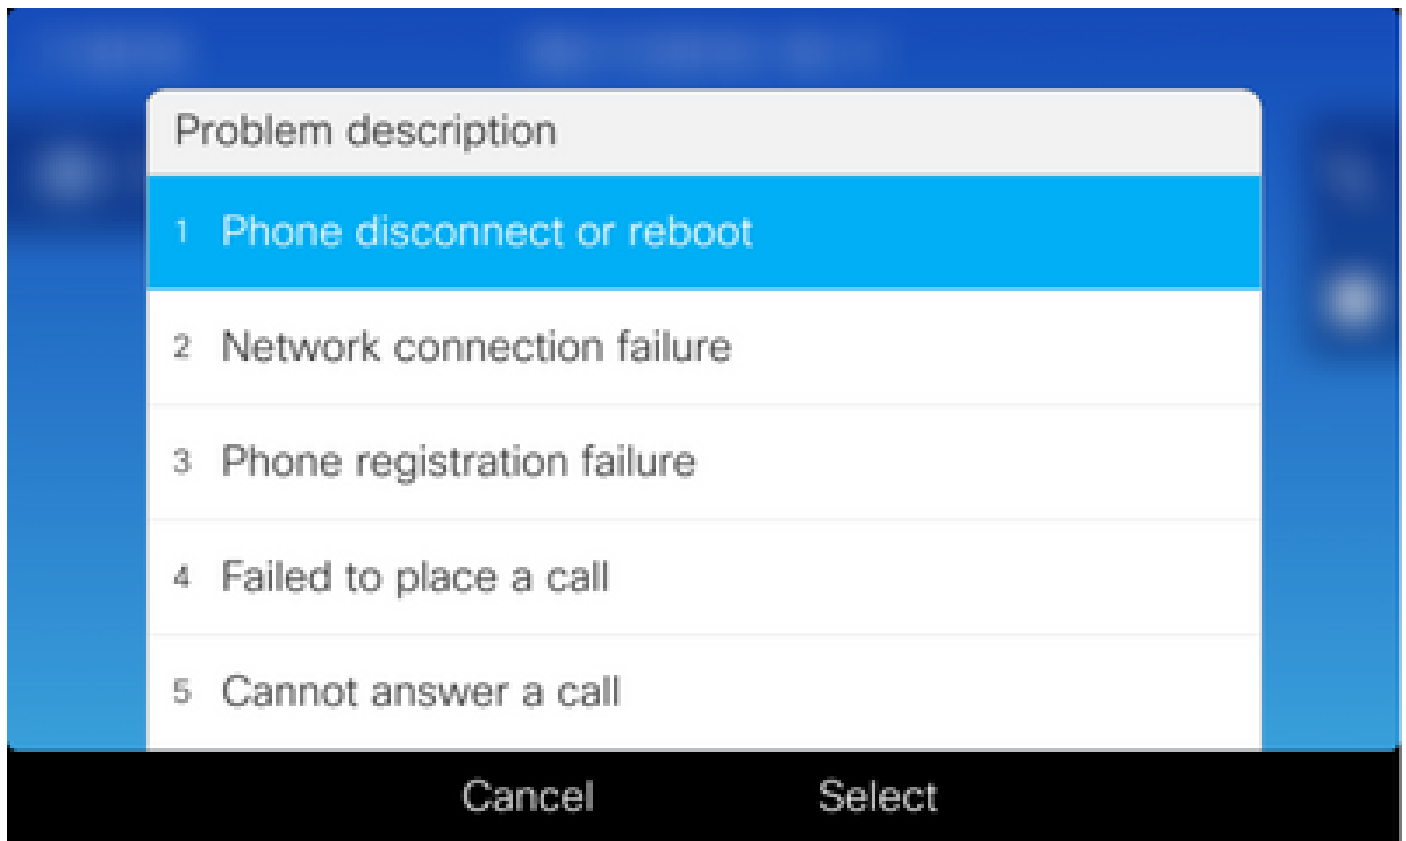 Problem description
1 Phone disconnect or reboot
2 Network connection failure
3 Phone registration failure
4 Failed to place a call
5 Cannot answer a call
Cancel Select